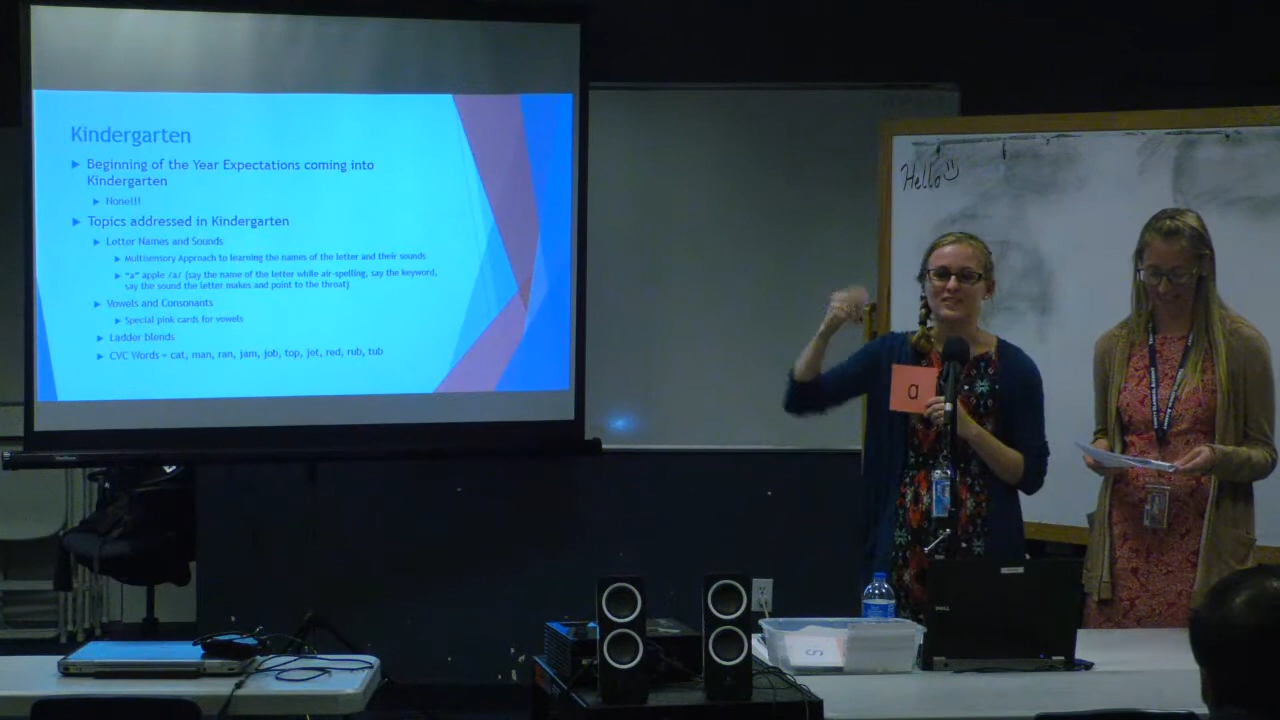 Kindergarten
Beginning of the Year Expectations coming into
Kindergarten
None!!!
Topics addressed in Kindergarten
Letter Names and Sounds
Multisensory Approach to learning the names of the letter and their sounds
"a" apple /a/ (say the name of the letter while air-spelling, say the keyword,
say the sound the letter makes and point to the throat)
Vowels and Consonants
Special pink cards for vowels
Ladder blends
CVC Words - cat, man, ran, jam, job, top, jet, red, rub, tub
Hello
a
DELL
s